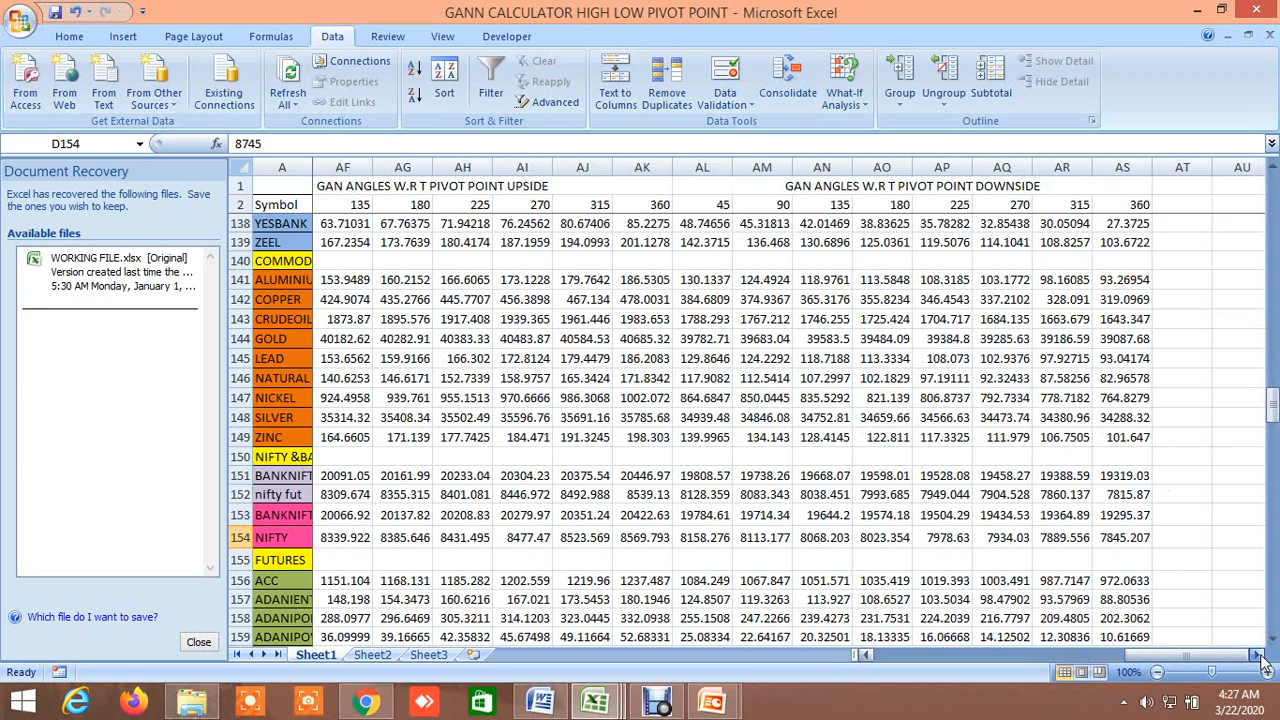 GANN CALCULATOR HIGH LOW PIVOT POINT - Microsoft Excel
Home Insert Page Layout Formulas Data Review View Developer
From Access From Web From Text From Other Sources Existing Connections Refresh All Connections Properties Edit Links Sort Filter Clear Reapply Advanced Text to Columns Remove Duplicates Data Validation Consolidate What-If Analysis Group Ungroup Subtotal Show Detail Hide Detail
Get External Data Connections Sort & Filter Data Tools Outline
D154 fx 8745
Document Recovery
Excel has recovered the following files. Save the ones you wish to keep.
Available files
WORKING FILE.xlsx [Original]
Version created last time the ...
5:30 AM Monday, January 1, ...
Which file do I want to save?
Close
A AF AG AH AI AJ AK AL AM AN AO AP AQ AR AS AT AU
1 GAN ANGLES W.R T PIVOT POINT UPSIDE GAN ANGLES W.R T PIVOT POINT DOWNSIDE
2 Symbol 135 180 225 270 315 360 45 90 135 180 225 270 315 360
138 YESBANK 63.71031 67.76375 71.94218 76.24562 80.67406 85.2275 48.74656 45.31813 42.01469 38.83625 35.78282 32.85438 30.05094 27.3725
139 ZEEL 167.2354 173.7639 180.4174 187.1959 194.0993 201.1278 142.3715 136.468 130.6896 125.0361 119.5076 114.1041 108.8257 103.6722
140 COMMOD
141 ALUMINIU 153.9489 160.2152 166.6065 173.1228 179.7642 186.5305 130.1337 124.4924 118.9761 113.5848 108.3185 103.1772 98.16085 93.26954
142 COPPER 424.9074 435.2766 445.7707 456.3898 467.134 478.0031 384.6809 374.9367 365.3176 355.8234 346.4543 337.2102 328.091 319.0969
143 CRUDEOIL 1873.87 1895.576 1917.408 1939.365 1961.446 1983.653 1788.293 1767.212 1746.255 1725.424 1704.717 1684.135 1663.679 1643.347
144 GOLD 40182.62 40282.91 40383.33 40483.87 40584.53 40685.32 39782.71 39683.04 39583.5 39484.09 39384.8 39285.63 39186.59 39087.68
145 LEAD 153.6562 159.9166 166.302 172.8124 179.4479 186.2083 129.8646 124.2292 118.7188 113.3334 108.073 102.9376 97.92715 93.04174
146 NATURAL 140.6253 146.6171 152.7339 158.9757 165.3424 171.8342 117.9082 112.5414 107.2997 102.1829 97.19111 92.32433 87.58256 82.96578
147 NICKEL 924.4958 939.761 955.1513 970.6666 986.3068 1002.072 864.6847 850.0445 835.5292 821.139 806.8737 792.7334 778.7182 764.8279
148 SILVER 35314.32 35408.34 35502.49 35596.76 35691.16 35785.68 34939.48 34846.08 34752.81 34659.66 34566.63 34473.74 34380.96 34288.32
149 ZINC 164.6605 171.139 177.7425 184.471 191.3245 198.303 139.9965 134.143 128.4145 122.811 117.3325 111.979 106.7505 101.647
150 NIFTY &BA
151 BANKNIFT 20091.05 20161.99 20233.04 20304.23 20375.54 20446.97 19808.57 19738.26 19668.07 19598.01 19528.08 19458.27 19388.59 19319.03
152 nifty fut 8309.674 8355.315 8401.081 8446.972 8492.988 8539.13 8128.359 8083.343 8038.451 7993.685 7949.044 7904.528 7860.137 7815.87
153 BANKNIFT 20066.92 20137.82 20208.83 20279.97 20351.24 20422.63 19784.61 19714.34 19644.2 19574.18 19504.29 19434.53 19364.89 19295.37
154 NIFTY 8339.922 8385.646 8431.495 8477.47 8523.569 8569.793 8158.276 8113.177 8068.203 8023.354 7978.63 7934.03 7889.556 7845.207
155 FUTURES
156 ACC 1151.104 1168.131 1185.282 1202.559 1219.96 1237.487 1084.249 1067.847 1051.571 1035.419 1019.393 1003.491 987.7147 972.0633
157 ADANIEN 148.198 154.3473 160.6216 167.021 173.5453 180.1946 124.8507 119.3263 113.927 108.6527 103.5034 98.47902 93.57969 88.80536
158 ADANIPO 288.0977 296.6469 305.3211 314.1203 323.0445 332.0938 255.1508 247.2266 239.4273 231.7531 224.2039 216.7797 209.4805 202.3062
159 ADANIPO 36.09999 39.16665 42.35832 45.67498 49.11664 52.68331 25.08334 22.64167 20.32501 18.13335 16.06668 14.12502 12.30836 10.61669
Sheet1 Sheet2 Sheet3
Ready 100%
4:27 AM
3/22/2020